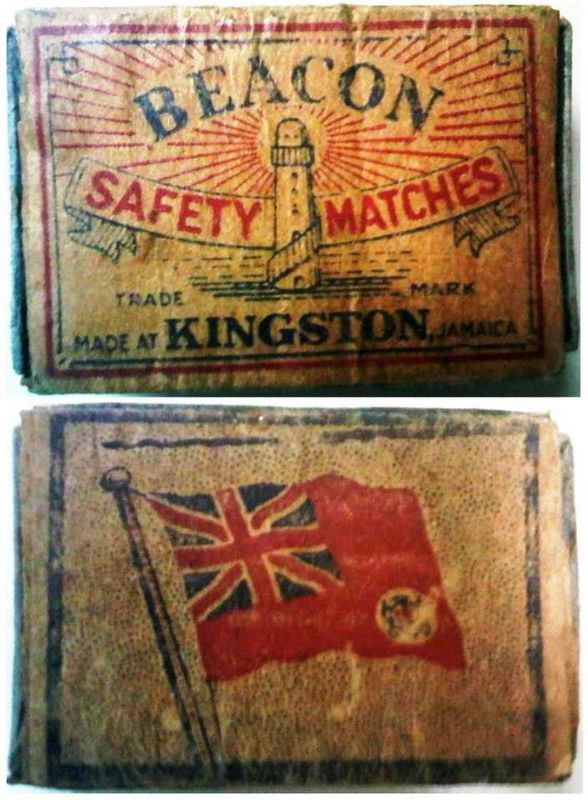 BEACON
SAFETY MATCHES
TRADE MARK
MADE AT KINGSTON, JAMAICA